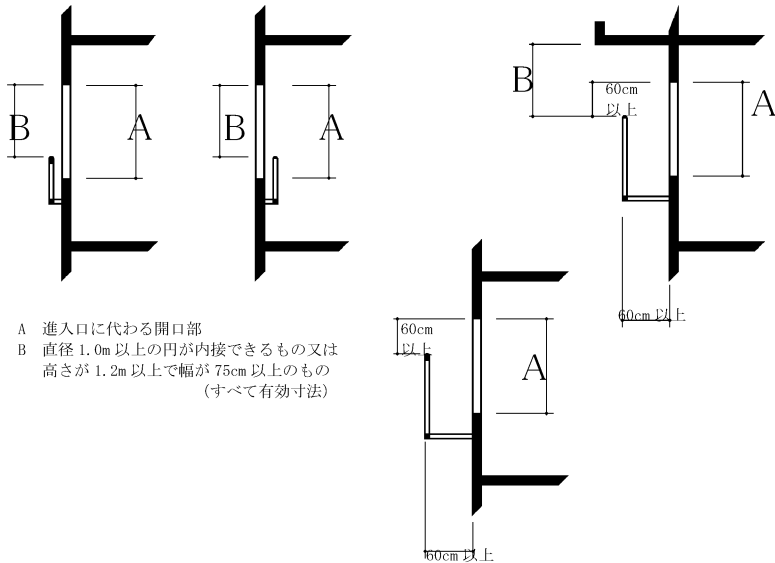 B
A
B
A
B
60cm
以上
A
60cm 以上
A 進入口に代わる開口部
B 直径 1.0m 以上の円が内接できるもの又は
高さが 1.2m 以上で幅が 75cm 以上のもの
(すべて有効寸法)
60cm
以上
A
60cm 以上